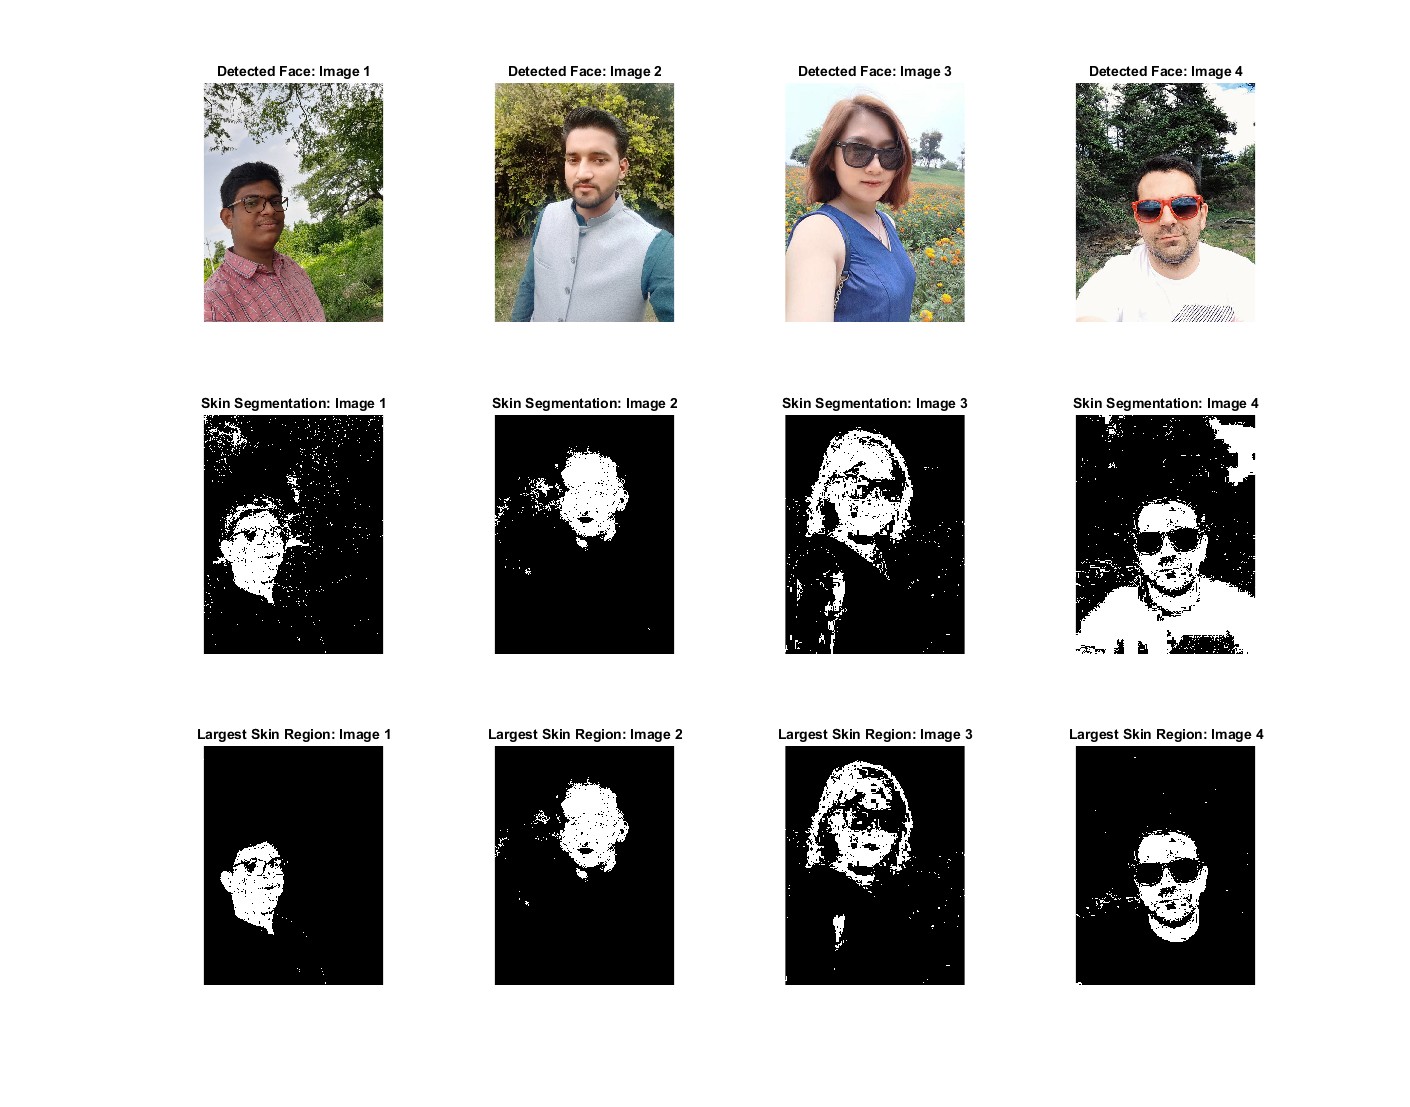 Detected Face: Image 1
Detected Face: Image 2
Detected Face: Image 3
Detected Face: Image 4
Skin Segmentation: Image 1
Skin Segmentation: Image 2
Skin Segmentation: Image 3
Skin Segmentation: Image 4
Largest Skin Region: Image 1
Largest Skin Region: Image 2
Largest Skin Region: Image 3
Largest Skin Region: Image 4